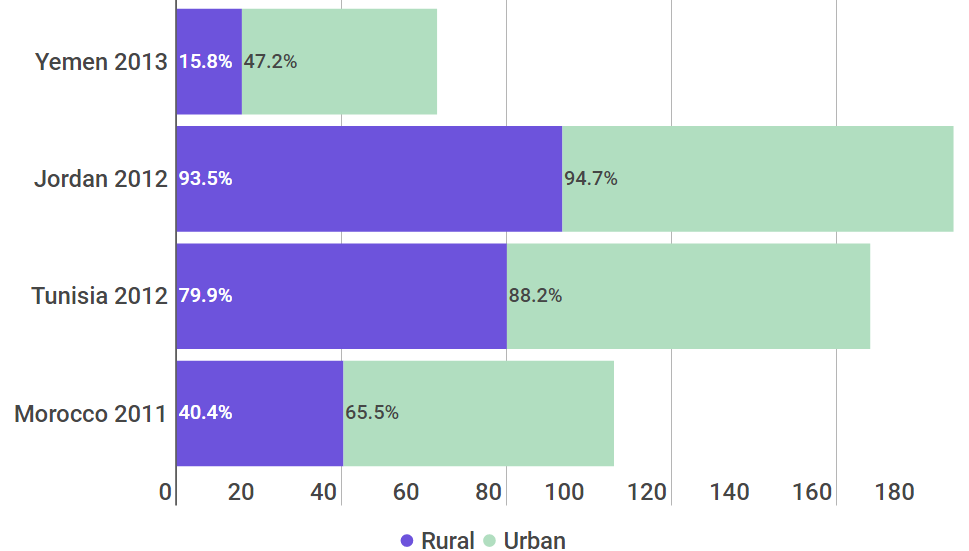 Yemen 2013 15.8% 47.2%
Jordan 2012 93.5% 94.7%
Tunisia 2012 79.9% 88.2%
Morocco 2011 40.4% 65.5%
0 20 40 60 80 100 120 140 160 180
Rural Urban